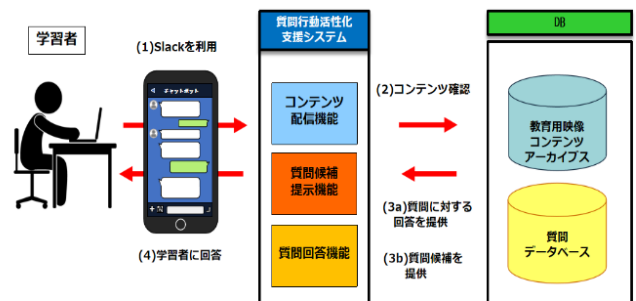 学習者
(1)Slackを利用
チャットボット
(4)学習者に回答
質問行動活性化
支援システム
コンテンツ
配信機能
質問候補
提示機能
質問回答機能
(2)コンテンツ確認
(3a)質問に対する
回答を提供
(3b)質問候補を
提供
DB
教育用映像
コンテンツ
アーカイブス
質問
データベース